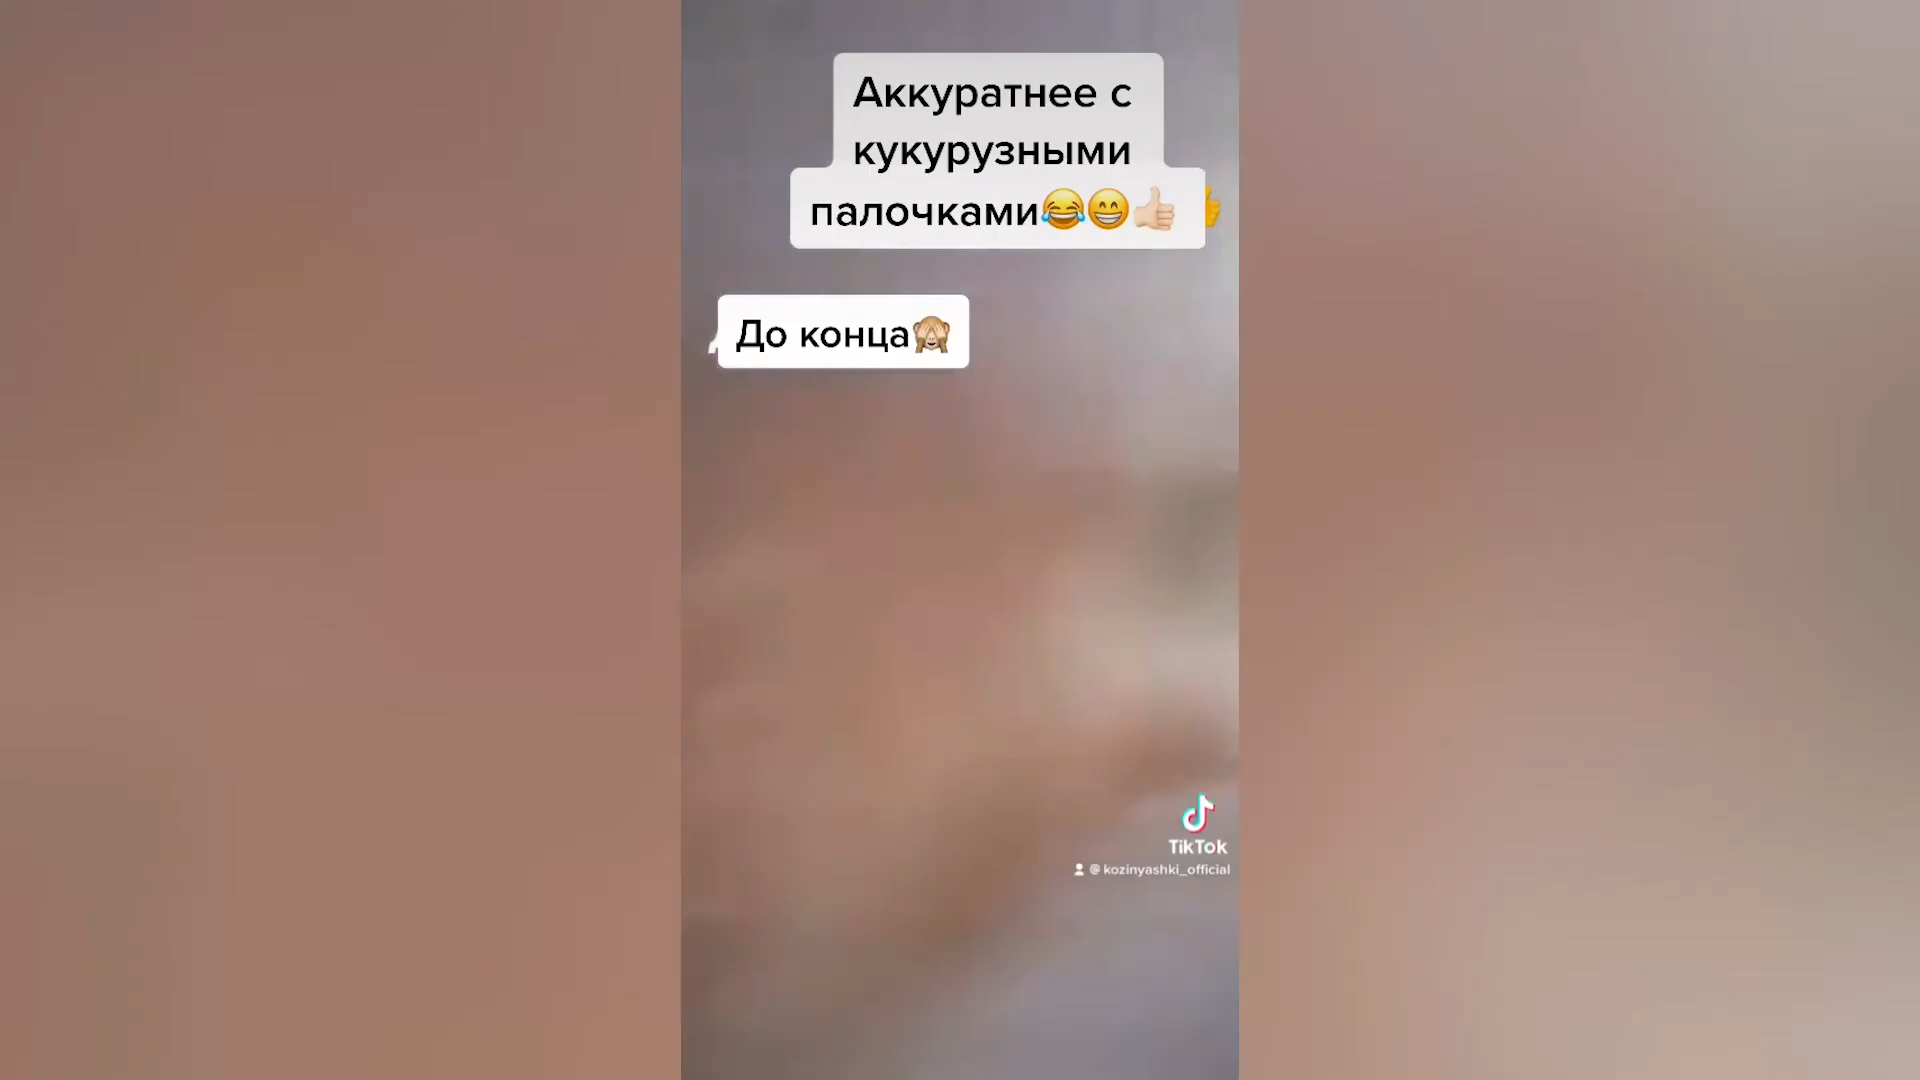 Аккуратнее с
кукурузными
палочками😂😁👍🏻
До конца🙈
TikTok
@ kozinyashki_official